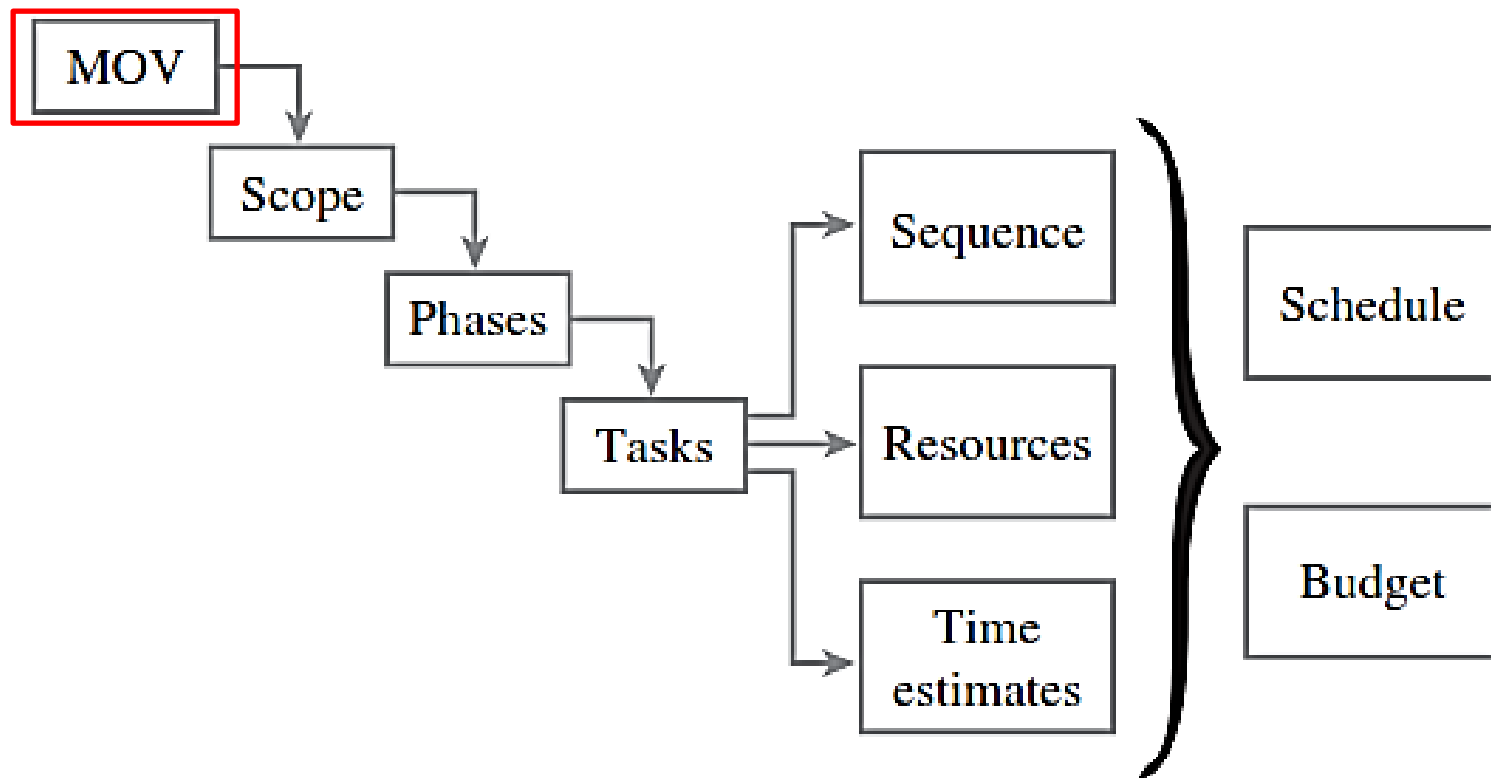 MOV
Scope
Phases
Tasks
Sequence
Resources
Time
estimates
Schedule
Budget